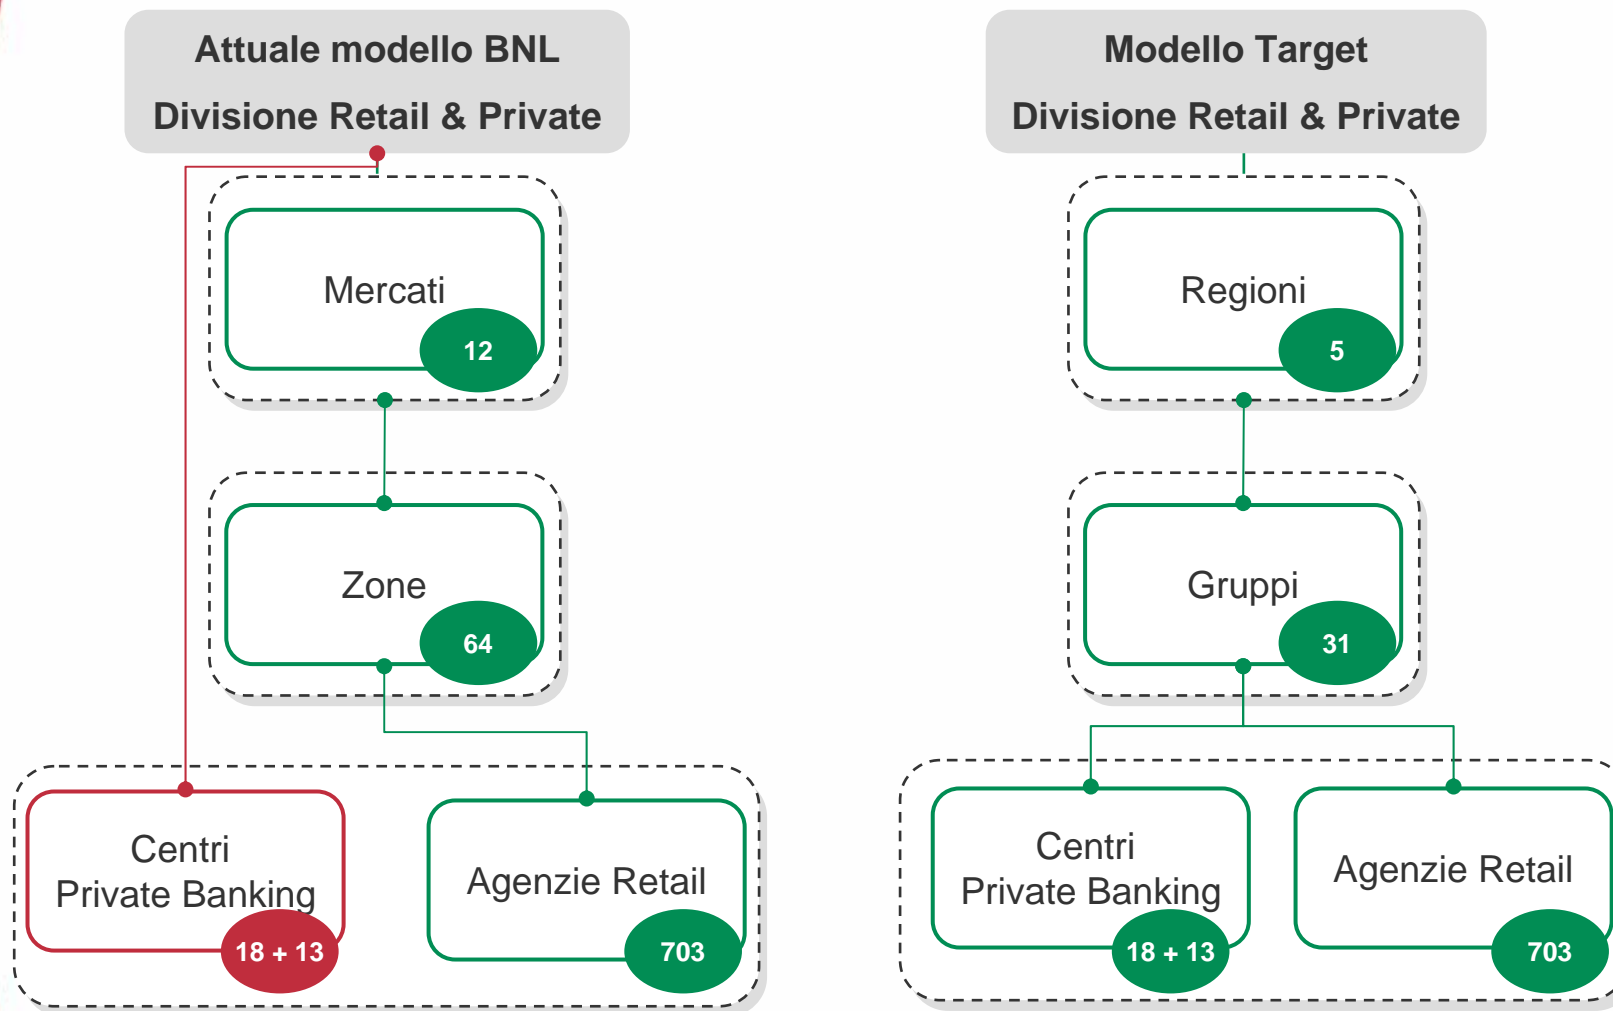 Attuale modello BNL
Divisione Retail & Private
Mercati
12
Zone
64
Centri
Private Banking
18 + 13
Agenzie Retail
703
Modello Target
Divisione Retail & Private
Regioni
5
Gruppi
31
Centri
Private Banking
18 + 13
Agenzie Retail
703